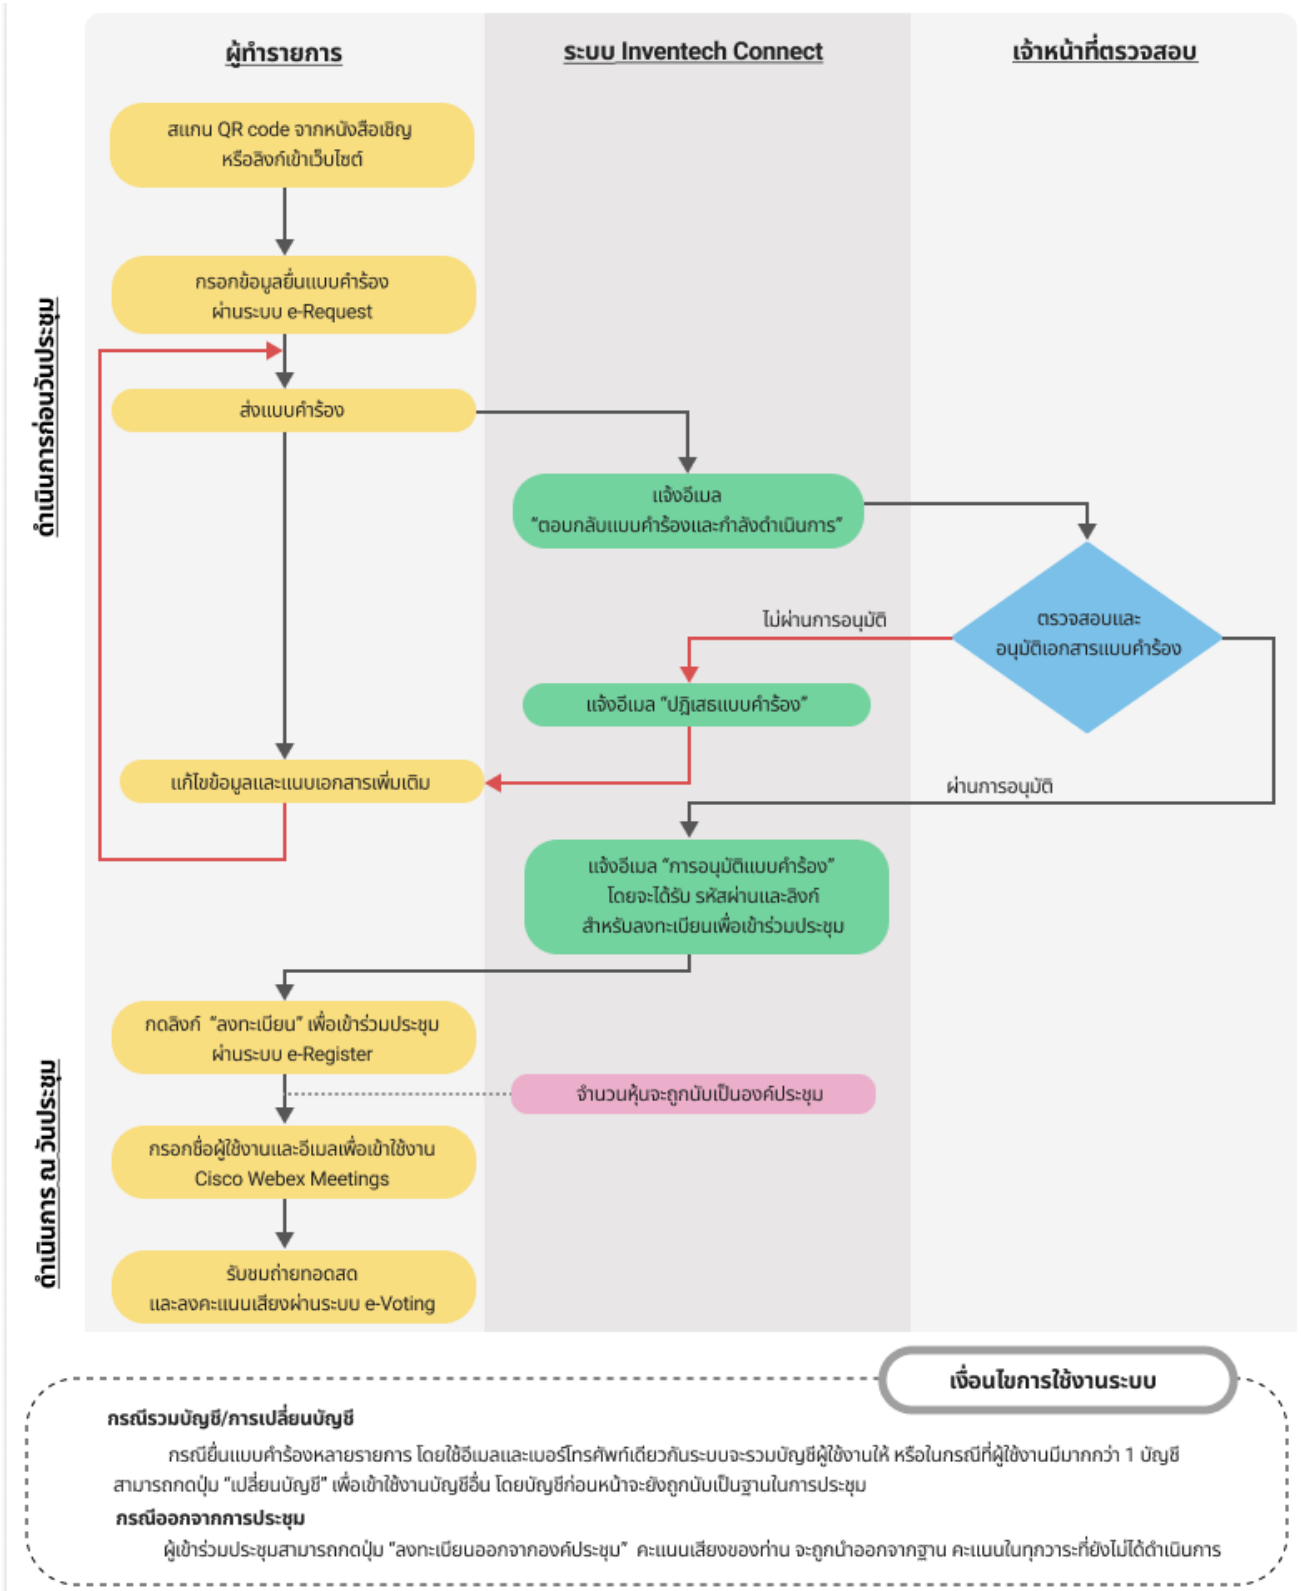 ผู้ทำรายการ
ระบบ Inventech Connect
เจ้าหน้าที่ตรวจสอบ
ดำเนินการก่อนวันประชุม
สแกน QR code จากหนังสือเชิญ
หรือลิงก์เข้าเว็บไซต์
กรอกข้อมูลยื่นแบบคำร้อง
ผ่านระบบ e-Request
ส่งแบบคำร้อง
แจ้งอีเมล
“ตอบกลับแบบคำร้องและกำลังดำเนินการ”
ตรวจสอบและ
อนุมัติเอกสารแบบคำร้อง
ไม่ผ่านการอนุมัติ
แจ้งอีเมล “ปฎิเสธแบบคำร้อง”
แก้ไขข้อมูลและแนบเอกสารเพิ่มเติม
ผ่านการอนุมัติ
แจ้งอีเมล “การอนุมัติแบบคำร้อง”
โดยจะได้รับ รหัสผ่านและลิงก์
สำหรับลงทะเบียนเพื่อเข้าร่วมประชุม
ดำเนินการ ณ วันประชุม
กดลิงก์ “ลงทะเบียน” เพื่อเข้าร่วมประชุม
ผ่านระบบ e-Register
จำนวนหุ้นจะถูกนับเป็นองค์ประชุม
กรอกชื่อผู้ใช้งานและอีเมลเพื่อเข้าใช้งาน
Cisco Webex Meetings
รับชมถ่ายทอดสด
และลงคะแนนเสียงผ่านระบบ e-Voting
เงื่อนไขการใช้งานระบบ
กรณีรวมบัญชี/การเปลี่ยนบัญชี
กรณียื่นแบบคำร้องหลายรายการ โดยใช้อีเมลและเบอร์โทรศัพท์เดียวกันระบบจะรวมบัญชีผู้ใช้งานให้ หรือในกรณีที่ผู้ใช้งานมีมากกว่า 1 บัญชี
สามารถกดปุ่ม “เปลี่ยนบัญชี” เพื่อเข้าใช้งานบัญชีอื่น โดยบัญชีก่อนหน้าจะยังถูกนับเป็นฐานในการประชุม
กรณีออกจากการประชุม
ผู้เข้าร่วมประชุมสามารถกดปุ่ม “ลงทะเบียนออกจากองค์ประชุม” คะแนนเสียงของท่าน จะถูกนำออกจากฐาน คะแนนในทุกวาระที่ยังไม่ได้ดำเนินการ